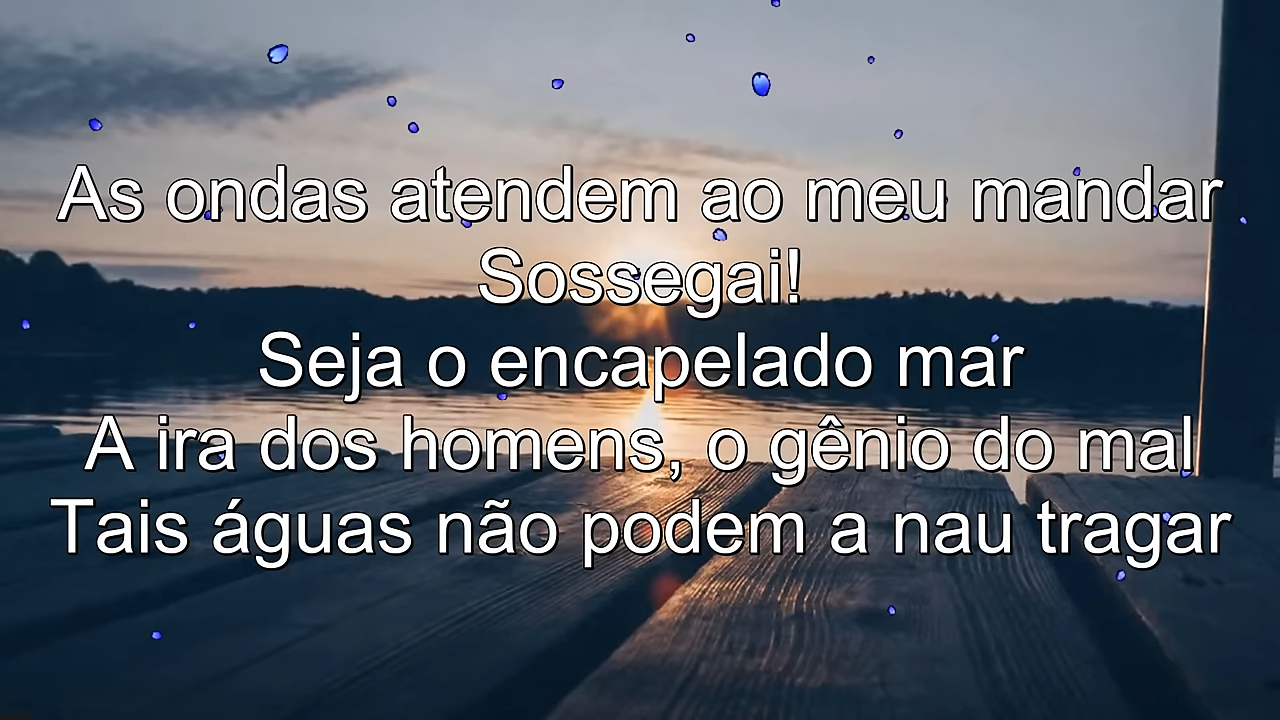 As ondas atendem ao meu mandar
Sossegai!
Seja o encapelado mar
A ira dos homens, o gênio do mal
Tais águas não podem a nau tragar